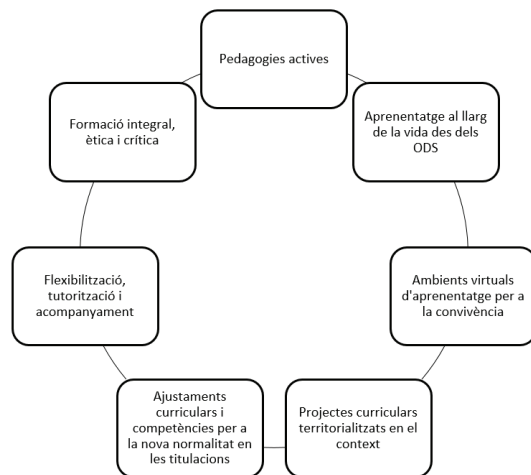 Pedagogies actives
Aprenentatge al llarg
de la vida des dels
ODS
Ambients virtuals
d'aprenentatge per a
la convivència
Projectes curriculars
territorialitzats en el
context
Ajustaments
curriculars i
competències per a
la nova normalitat en
les titulacions
Flexibilització,
tutorització i
acompanyament
Formació integral,
ètica i crítica